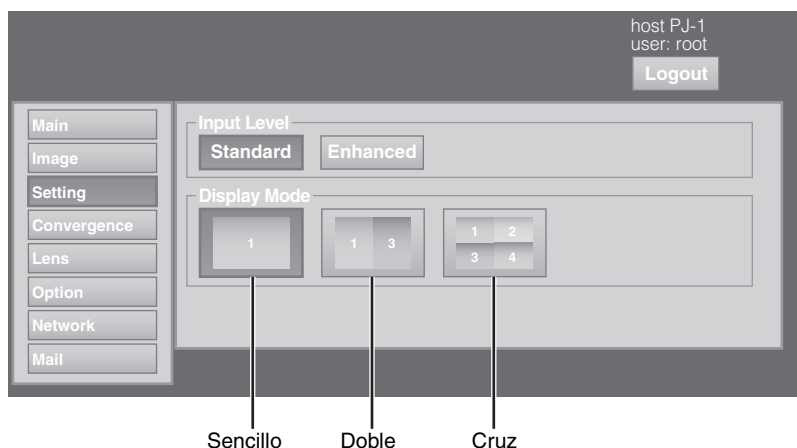 host PJ-1
user: root
Logout
Main
Image
Setting
Convergence
Lens
Option
Network
Mail
Input Level
Standard Enhanced
Display Mode
1
1 3
1 2
3 4
Sencillo Doble Cruz